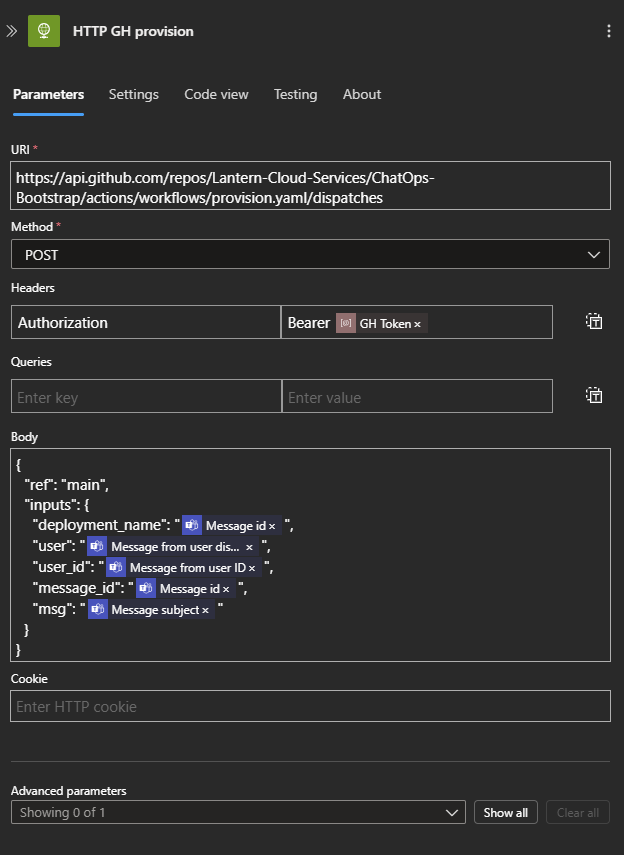 HTTP GH provision
Parameters Settings Code view Testing About
URI *
https://api.github.com/repos/Lantern-Cloud-Services/ChatOps-
Bootstrap/actions/workflows/provision.yaml/dispatches
Method *
POST
Headers
Authorization Bearer GH Token ×
Queries
Enter key Enter value
Body
{
"ref": "main",
"inputs": {
"deployment_name": " Message id × ",
"user": " Message from user dis... × ",
"user_id": " Message from user ID × ",
"message_id": " Message id × ",
"msg": " Message subject × "
}
}
Cookie
Enter HTTP cookie
Advanced parameters
Showing 0 of 1 Show all Clear all